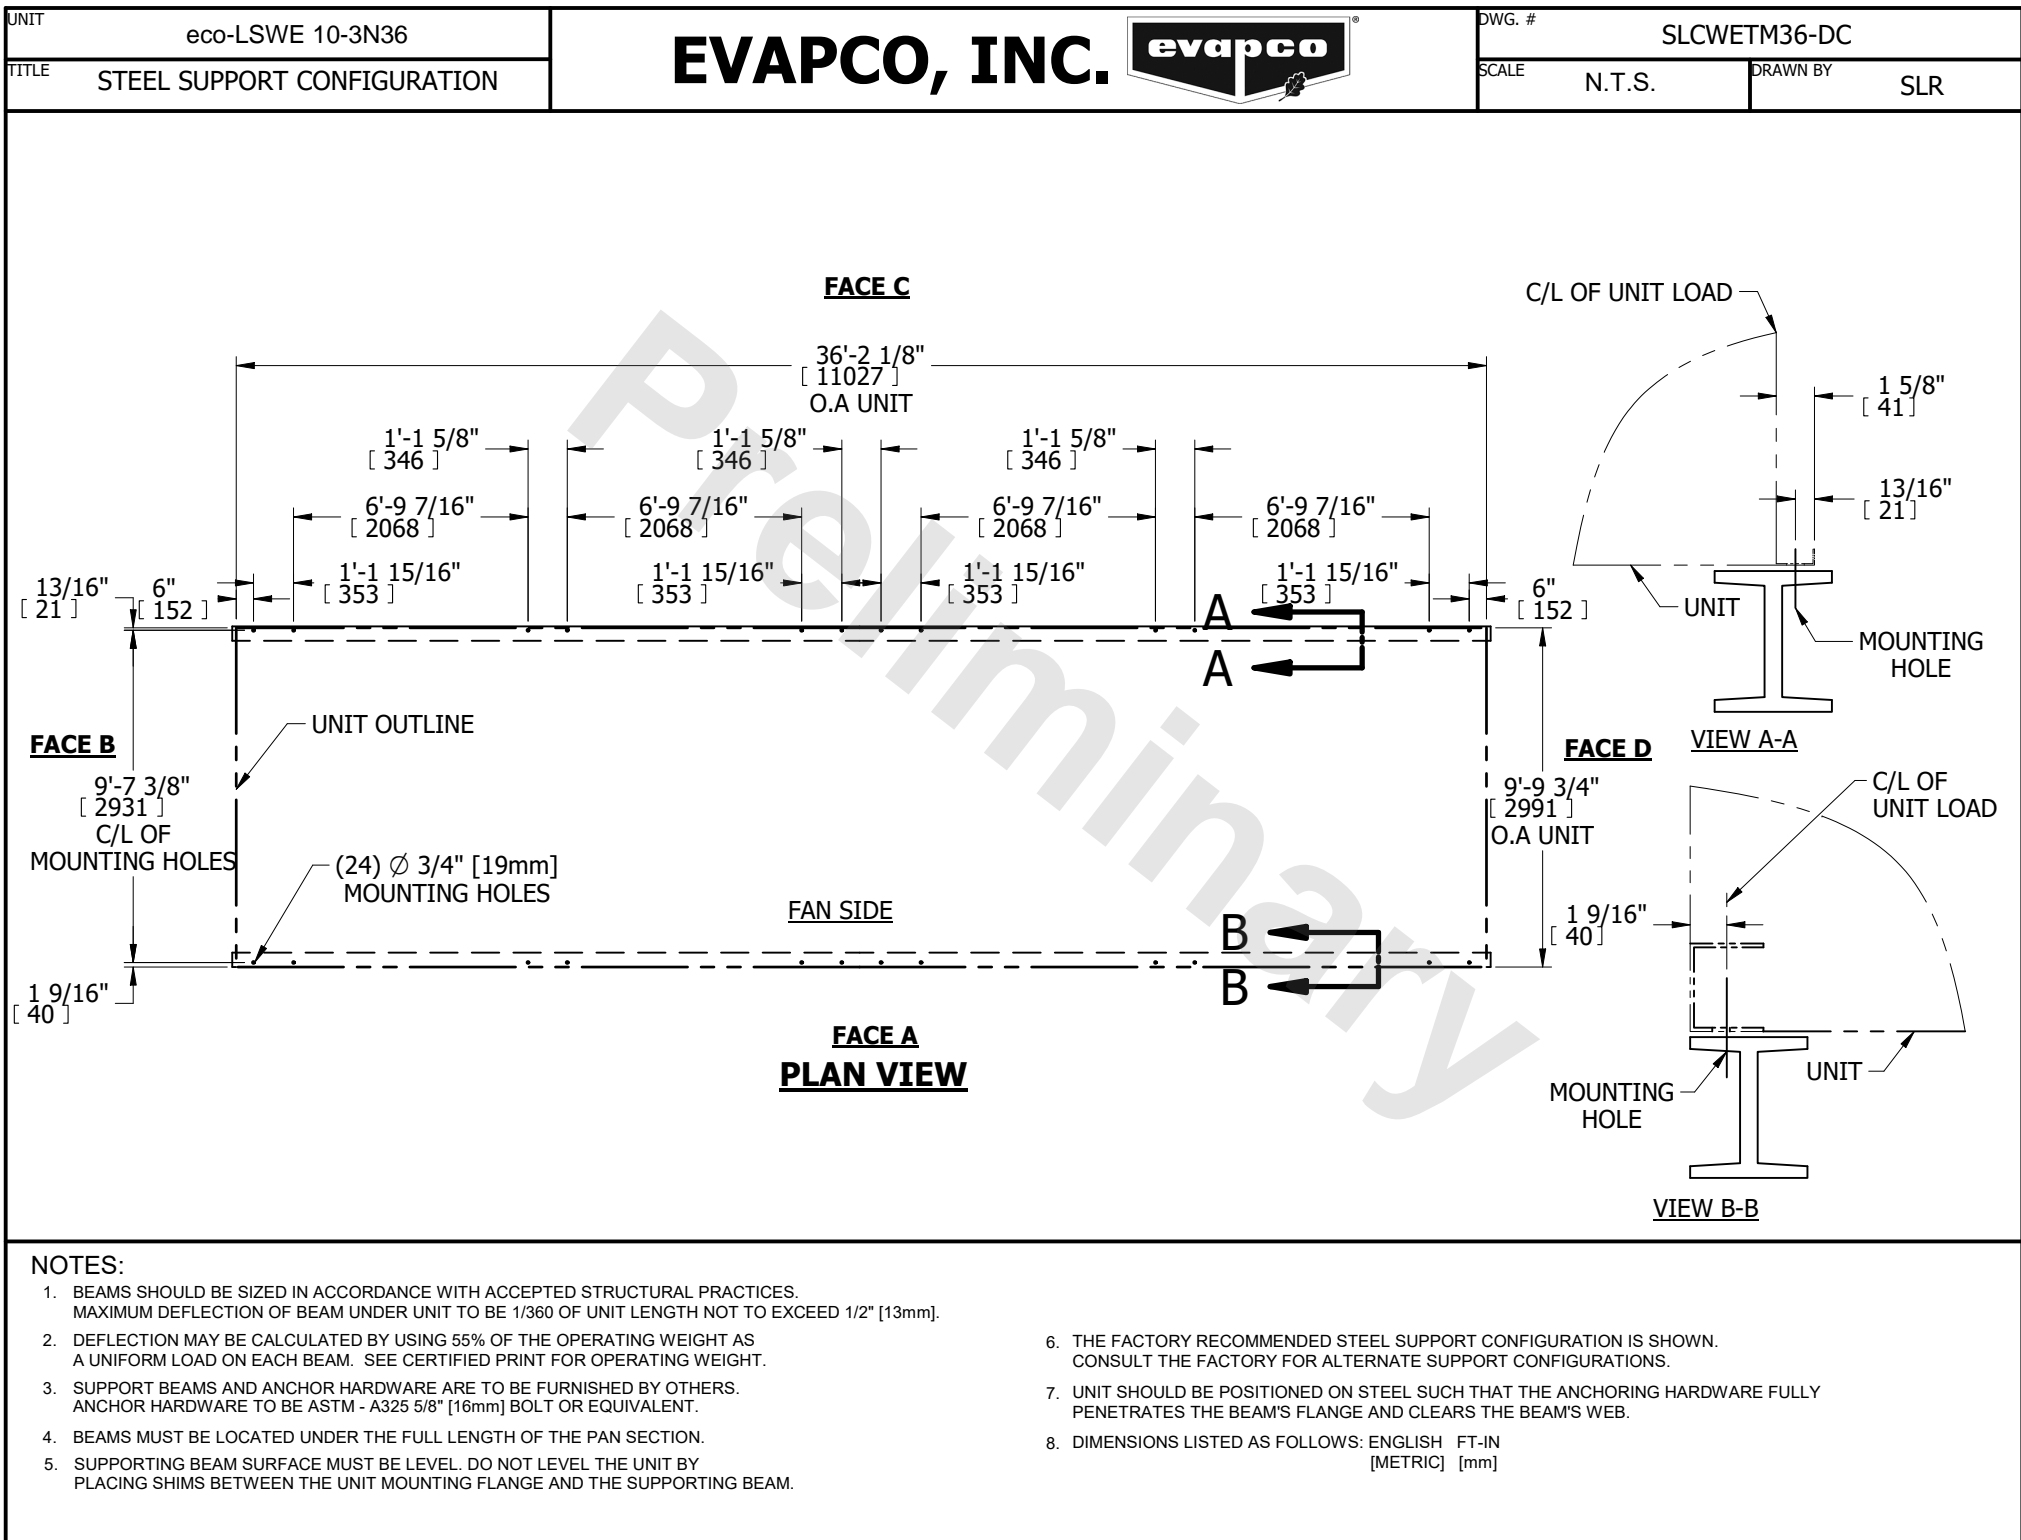 UNIT
eco-LSWE 10-3N36
TITLE
STEEL SUPPORT CONFIGURATION
EVAPCO, INC.
evapco
®
DWG. #
SLCWETM36-DC
SCALE
N.T.S.
DRAWN BY
SLR
FACE C
36'-2 1/8"
[ 11027 ]
O.A UNIT
1'-1 5/8"
[ 346 ]
1'-1 5/8"
[ 346 ]
1'-1 5/8"
[ 346 ]
6'-9 7/16"
[ 2068 ]
6'-9 7/16"
[ 2068 ]
6'-9 7/16"
[ 2068 ]
6'-9 7/16"
[ 2068 ]
13/16"
[ 21 ]
6"
[ 152 ]
1'-1 15/16"
[ 353 ]
1'-1 15/16"
[ 353 ]
1'-1 15/16"
[ 353 ]
1'-1 15/16"
[ 353 ]
6"
[ 152 ]
A
A
UNIT OUTLINE
FACE B
9'-7 3/8"
[ 2931 ]
C/L OF
MOUNTING HOLES
(24) Ø 3/4" [19mm]
MOUNTING HOLES
FAN SIDE
B
B
1 9/16"
[ 40 ]
FACE D
9'-9 3/4"
[ 2991 ]
O.A UNIT
FACE A
PLAN VIEW
C/L OF UNIT LOAD
1 5/8"
[ 41 ]
13/16"
[ 21 ]
UNIT
MOUNTING
HOLE
VIEW A-A
C/L OF
UNIT LOAD
1 9/16"
[ 40 ]
UNIT
MOUNTING
HOLE
VIEW B-B
Preliminary
NOTES:
1. BEAMS SHOULD BE SIZED IN ACCORDANCE WITH ACCEPTED STRUCTURAL PRACTICES.
MAXIMUM DEFLECTION OF BEAM UNDER UNIT TO BE 1/360 OF UNIT LENGTH NOT TO EXCEED 1/2" [13mm].
2. DEFLECTION MAY BE CALCULATED BY USING 55% OF THE OPERATING WEIGHT AS
A UNIFORM LOAD ON EACH BEAM. SEE CERTIFIED PRINT FOR OPERATING WEIGHT.
3. SUPPORT BEAMS AND ANCHOR HARDWARE ARE TO BE FURNISHED BY OTHERS.
ANCHOR HARDWARE TO BE ASTM - A325 5/8" [16mm] BOLT OR EQUIVALENT.
4. BEAMS MUST BE LOCATED UNDER THE FULL LENGTH OF THE PAN SECTION.
5. SUPPORTING BEAM SURFACE MUST BE LEVEL. DO NOT LEVEL THE UNIT BY
PLACING SHIMS BETWEEN THE UNIT MOUNTING FLANGE AND THE SUPPORTING BEAM.
6. THE FACTORY RECOMMENDED STEEL SUPPORT CONFIGURATION IS SHOWN.
CONSULT THE FACTORY FOR ALTERNATE SUPPORT CONFIGURATIONS.
7. UNIT SHOULD BE POSITIONED ON STEEL SUCH THAT THE ANCHORING HARDWARE FULLY
PENETRATES THE BEAM'S FLANGE AND CLEARS THE BEAM'S WEB.
8. DIMENSIONS LISTED AS FOLLOWS: ENGLISH FT-IN
[METRIC] [mm]